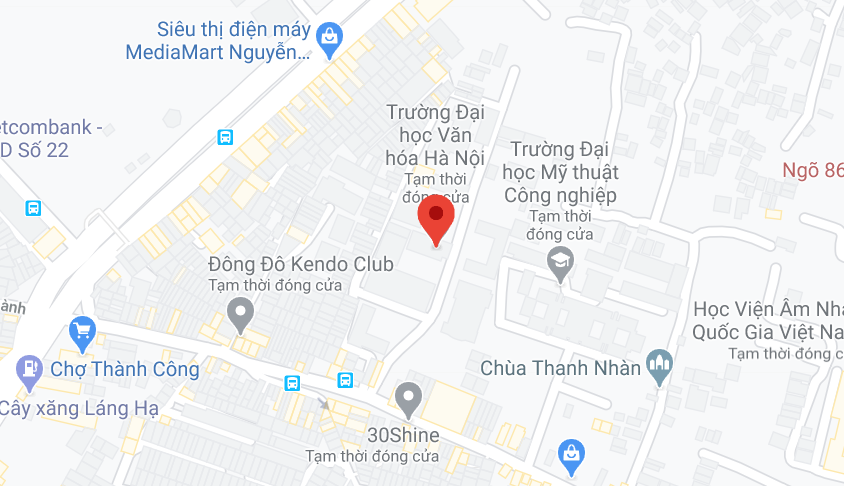 Siêu thị điện máy
MediaMart Nguyễn...
etcombank -
D Số 22
Trường Đại
học Văn
hóa Hà Nội
Tạm thời
đóng cửa
Trường Đại
học Mỹ thuật
Công nghiệp
Tạm thời
đóng cửa
Ngõ 86
Đông Đô Kendo Club
Tạm thời đóng cửa
ành
Học Viện Âm Nhạ
Quốc Gia Việt Na
Tạm thời đóng c
Chợ Thành Công
Chùa Thanh Nhàn
Cây xăng Láng Hạ
30Shine
Tạm thời đóng cửa